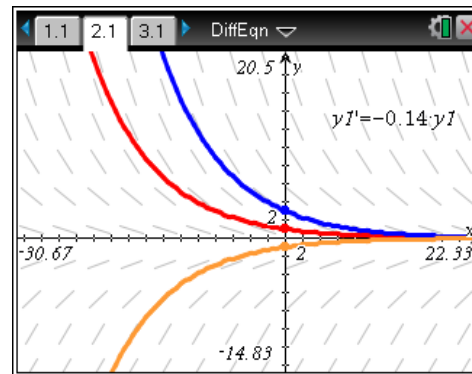 1.1 2.1 3.1 DiffEqn
20.5 y
y1'=-0.14·y1
2 x
-30.67 2 22.33
-14.83